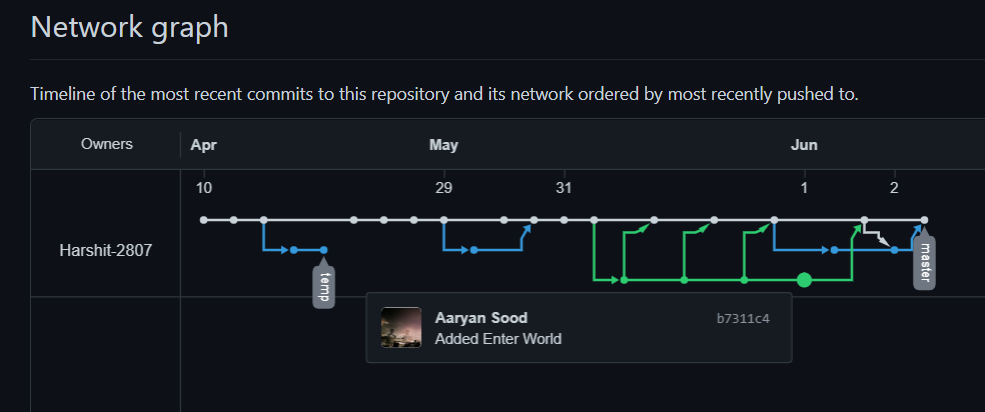 Network graph
Timeline of the most recent commits to this repository and its network ordered by most recently pushed to.
Owners Apr May Jun
10 29 31 1 2
Harshit-2807
master
temp
Aaryan Sood b7311c4
Added Enter World